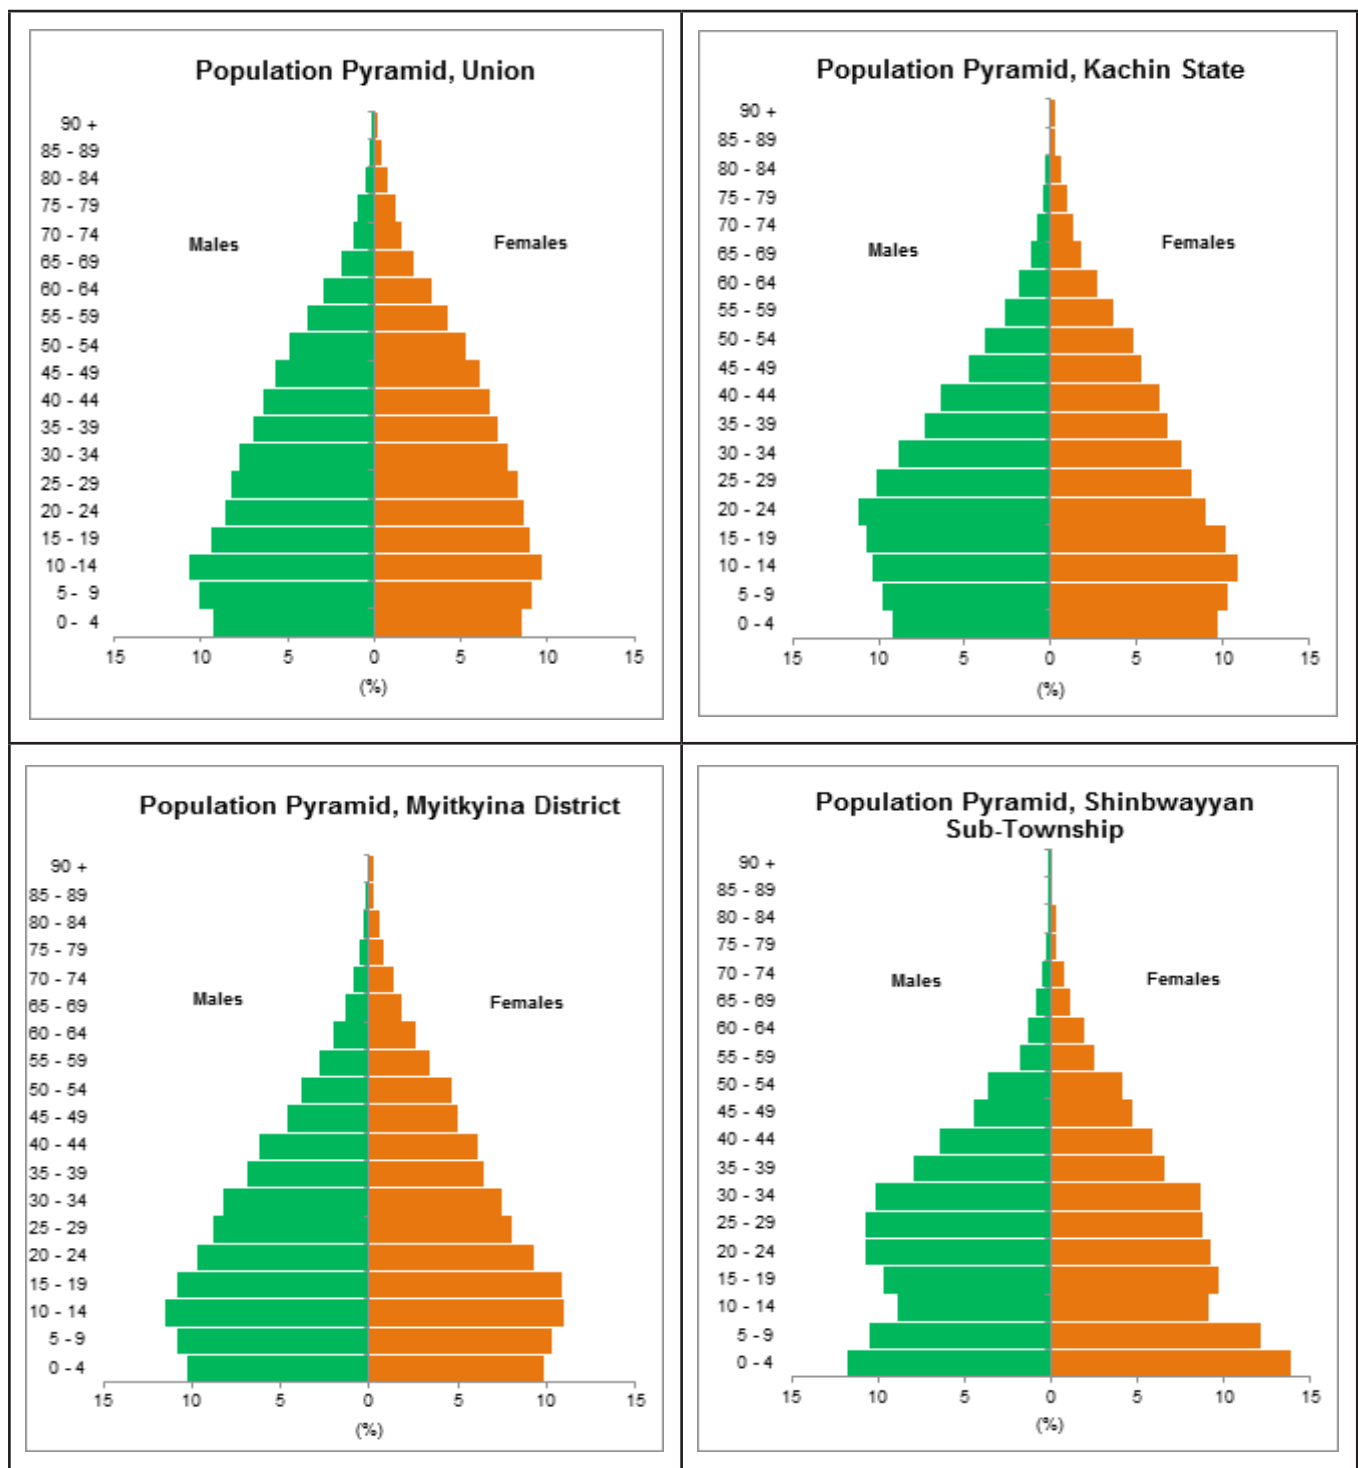 Population Pyramid, Union
90 +
85 - 89
80 - 84
75 - 79
70 - 74
65 - 69
60 - 64
55 - 59
50 - 54
45 - 49
40 - 44
35 - 39
30 - 34
25 - 29
20 - 24
15 - 19
10 -14
5 - 9
0 - 4
Males
Females
15 10 5 0 5 10 15
(%)
Population Pyramid, Kachin State
90 +
85 - 89
80 - 84
75 - 79
70 - 74
65 - 69
60 - 64
55 - 59
50 - 54
45 - 49
40 - 44
35 - 39
30 - 34
25 - 29
20 - 24
15 - 19
10 - 14
5 - 9
0 - 4
Males
Females
15 10 5 0 5 10 15
(%)
Population Pyramid, Myitkyina District
90 +
85 - 89
80 - 84
75 - 79
70 - 74
65 - 69
60 - 64
55 - 59
50 - 54
45 - 49
40 - 44
35 - 39
30 - 34
25 - 29
20 - 24
15 - 19
10 - 14
5 - 9
0 - 4
Males
Females
15 10 5 0 5 10 15
(%)
Population Pyramid, Shinbwayyan
Sub-Township
90 +
85 - 89
80 - 84
75 - 79
70 - 74
65 - 69
60 - 64
55 - 59
50 - 54
45 - 49
40 - 44
35 - 39
30 - 34
25 - 29
20 - 24
15 - 19
10 - 14
5 - 9
0 - 4
Males
Females
15 10 5 0 5 10 15
(%)